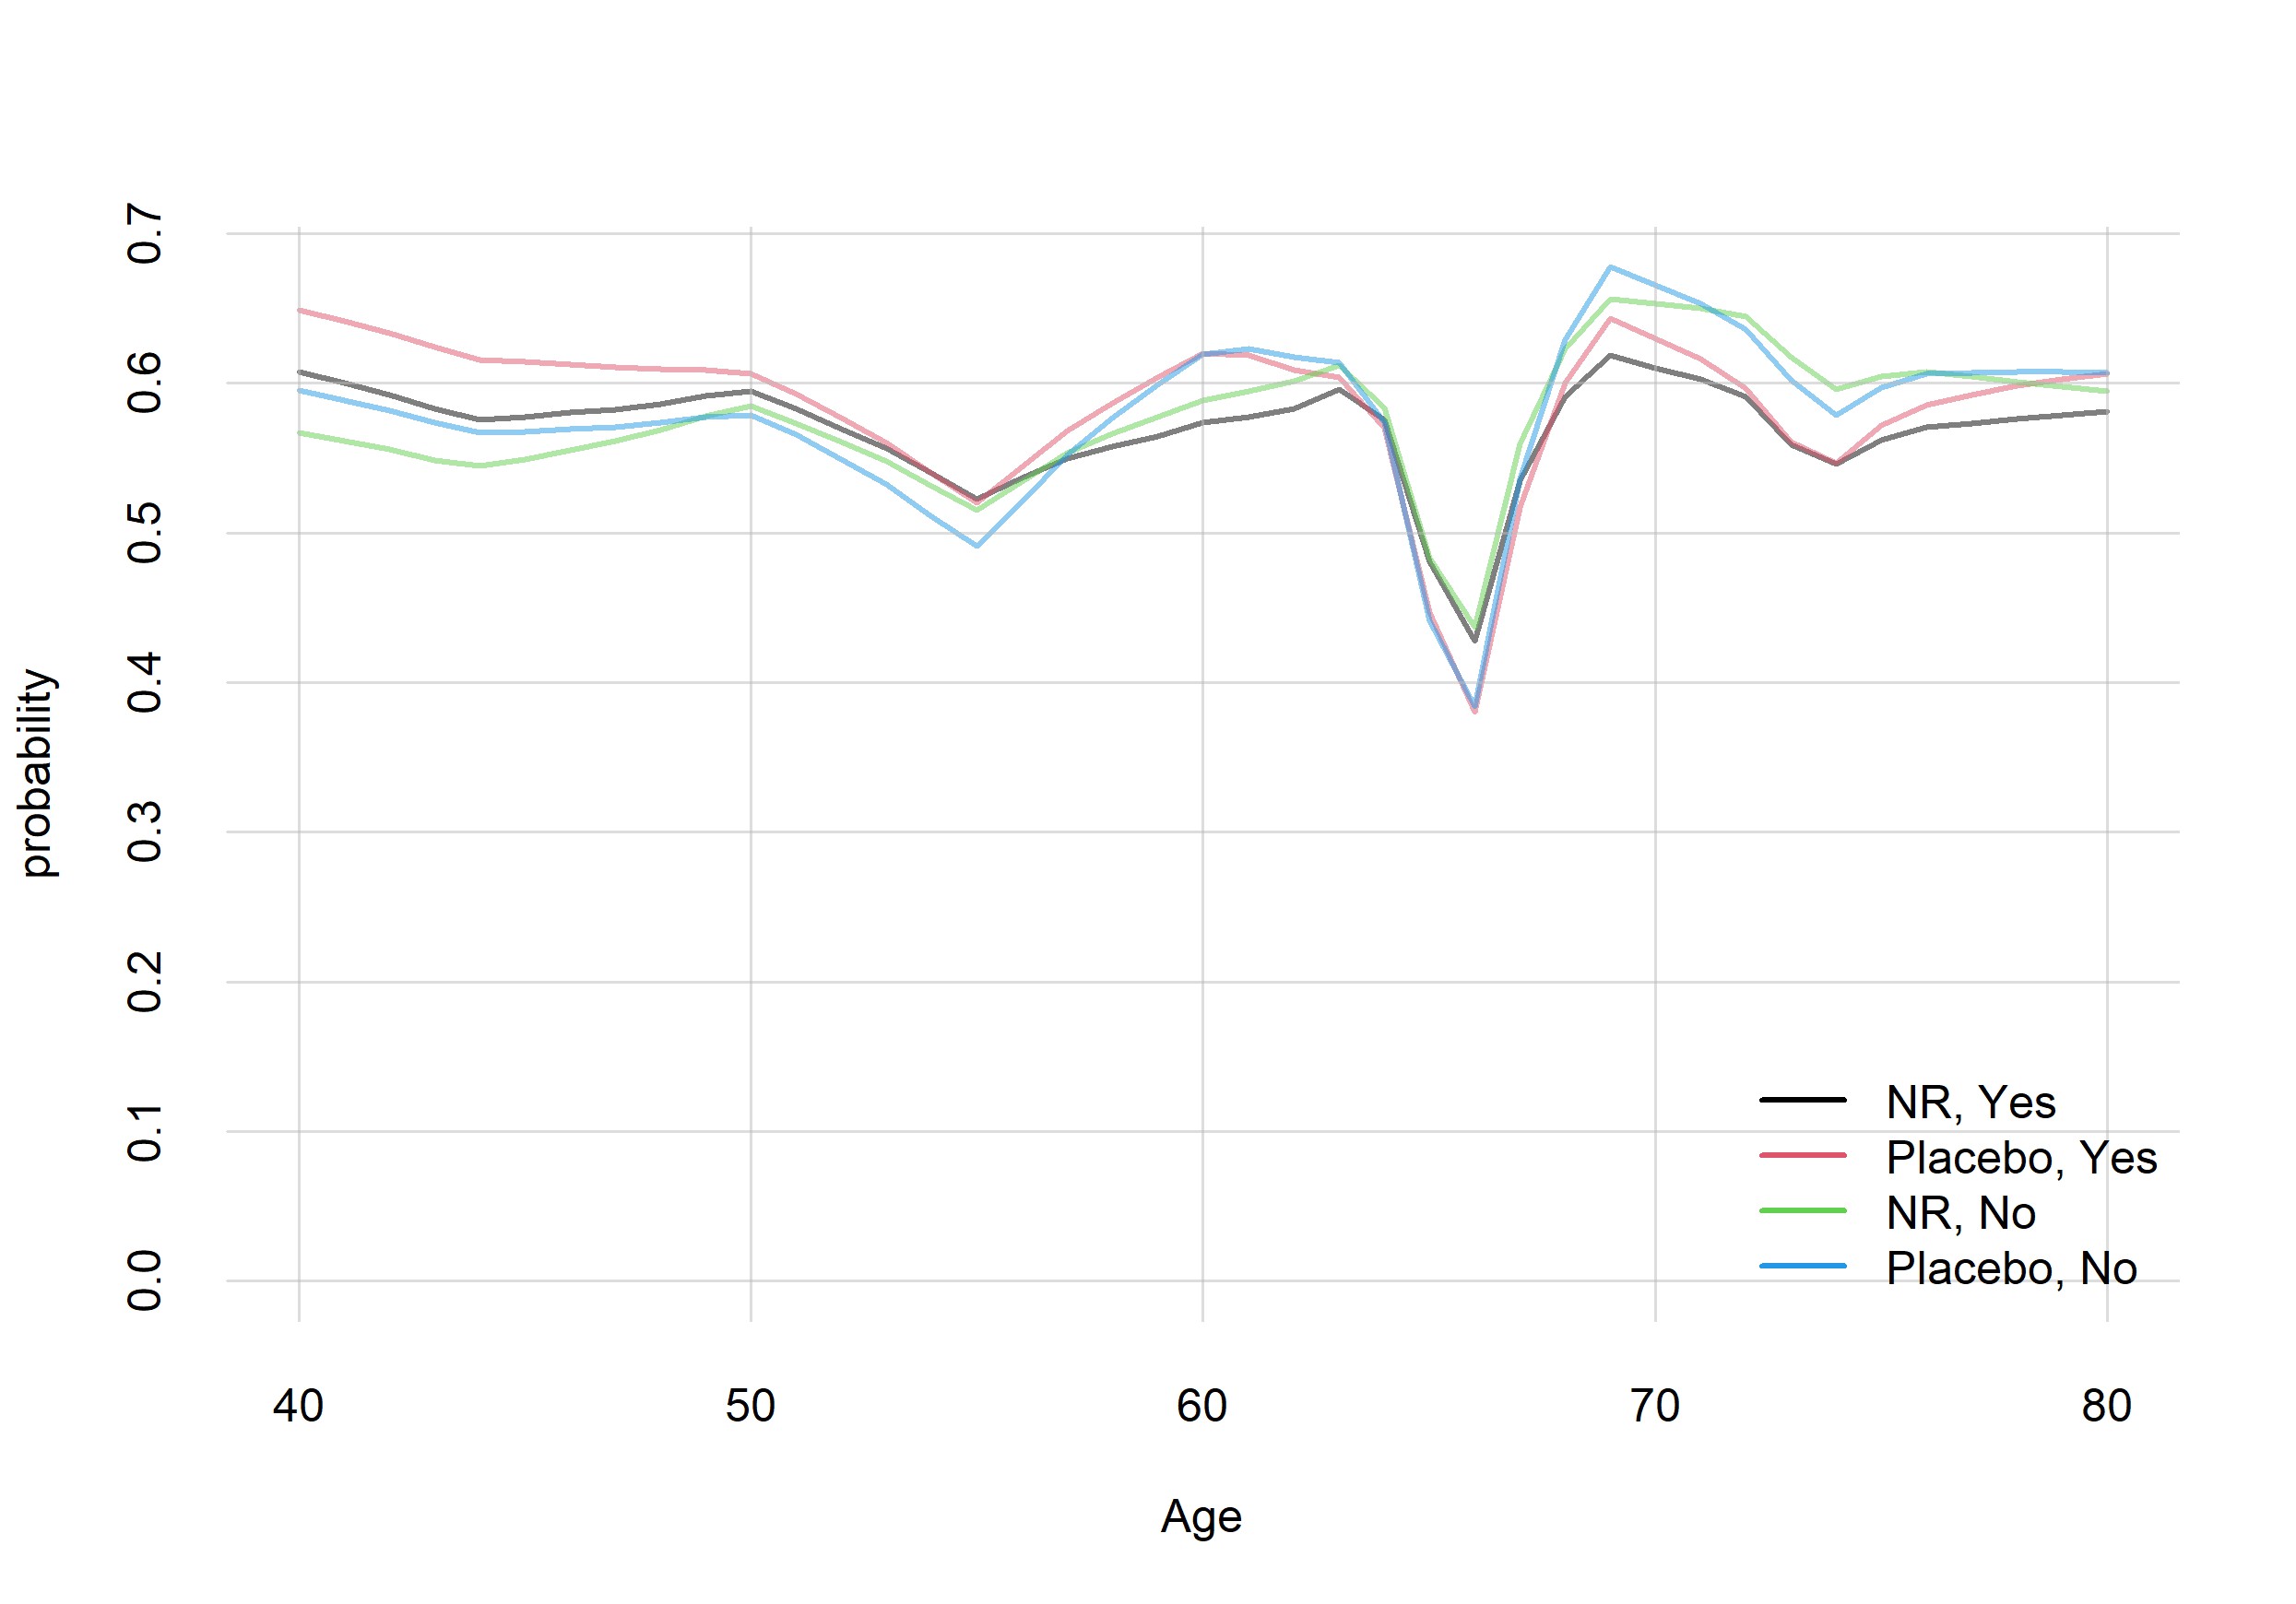 0.7
0.6
0.5
0.4
0.3
0.2
0.1
0.0
probability
NR, Yes
Placebo, Yes
NR, No
Placebo, No
40 50 60 70 80
Age